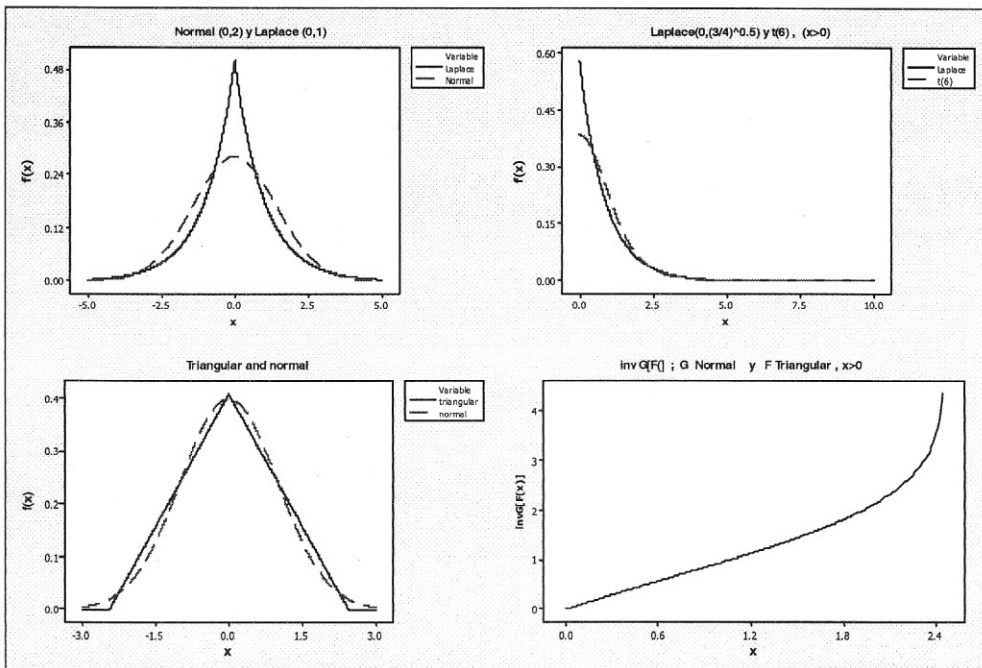 Normal (0,2) y Laplace (0,1)
Variable
Laplace
Normal
f(x)
0.48
0.36
0.24
0.12
0.00
-5.0 -2.5 0.0 2.5 5.0
x
Laplace(0,(3/4)^0.5) y t(6) , (x>0)
Variable
Laplace
t(6)
f(x)
0.60
0.45
0.30
0.15
0.00
0.0 2.5 5.0 7.5 10.0
x
Triangular and normal
Variable
triangular
normal
f(x)
0.4
0.3
0.2
0.1
0.0
-3.0 -1.5 0.0 1.5 3.0
x
inv G[F(] ; G Normal y F Triangular , x>0
invG[F(x)]
4
3
2
1
0
0.0 0.6 1.2 1.8 2.4
x